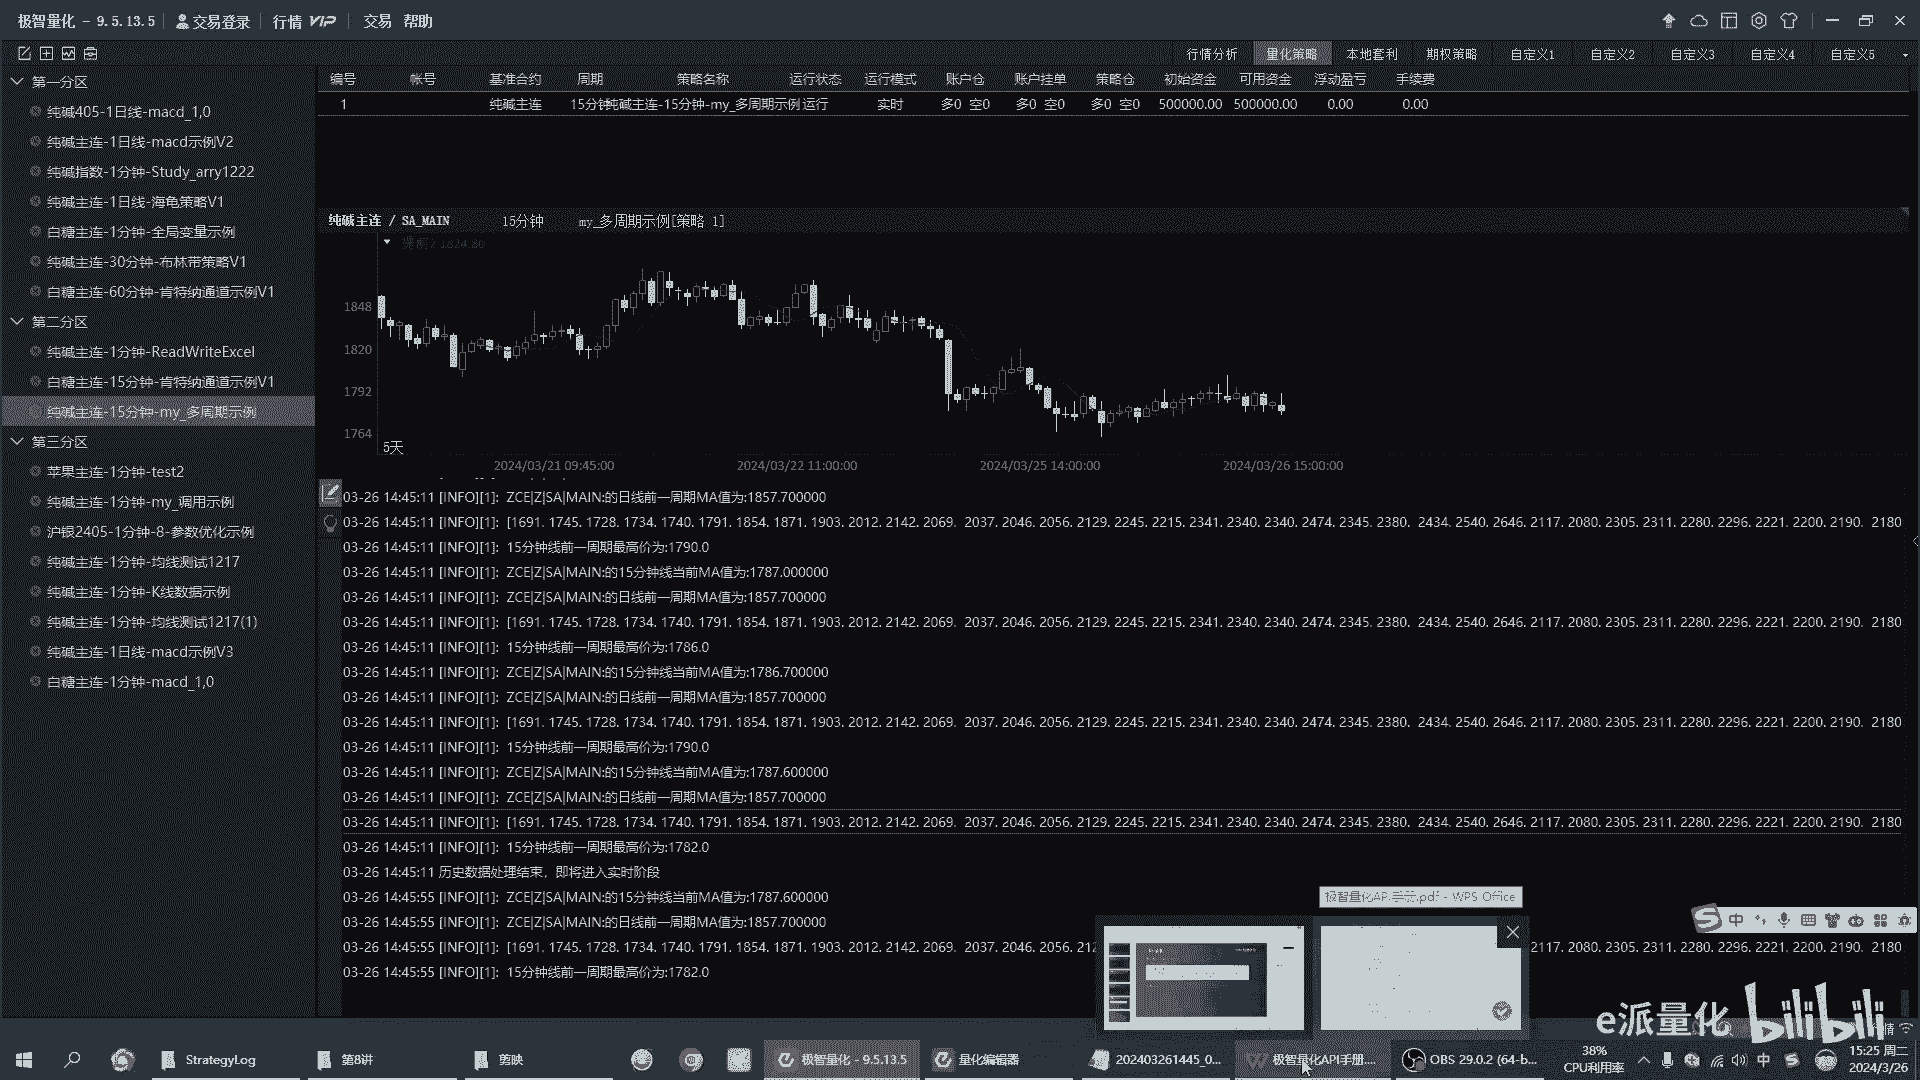 极智量化 - 9.5.13.5 交易登录 行情 VIP 交易 帮助
行情分析 量化策略 本地套利 期权策略 自定义1 自定义2 自定义3 自定义4 自定义5
第一分区
纯碱405-1日线-macd_1,0
纯碱主连-1日线-macd示例V2
纯碱指数-1分钟-Study_arry1222
纯碱主连-1日线-海龟策略V1
白糖主连-1分钟-全局变量示例
纯碱主连-30分钟-布林带策略V1
白糖主连-60分钟-肯特纳通道示例V1
第二分区
纯碱主连-1分钟-ReadWriteExcel
白糖主连-15分钟-肯特纳通道示例V1
纯碱主连-15分钟-my_多周期示例
第三分区
苹果主连-1分钟-test2
纯碱主连-1分钟-my_调用示例
沪银2405-1分钟-8-参数优化示例
纯碱主连-1分钟-均线测试1217
纯碱主连-1分钟-K线数据示例
纯碱主连-1分钟-均线测试1217(1)
纯碱主连-1日线-macd示例V3
白糖主连-1分钟-macd_1,0
编号 帐号 基准合约 周期 策略名称 运行状态 运行模式 账户仓 账户挂单 策略仓 初始资金 可用资金 浮动盈亏 手续费
1 纯碱主连 15分钟 纯碱主连-15分钟-my_多周期示例 运行 实时 多0 空0 多0 空0 多0 空0 500000.00 500000.00 0.00 0.00
纯碱主连 / SA_MAIN 15分钟 my_多周期示例[策略 1]
1848
1820
1792
1764
5天
2024/03/21 09:45:00 2024/03/22 11:00:00 2024/03/25 14:00:00 2024/03/26 15:00:00
03-26 14:45:11 [INFO][1]: ZCE|Z|SA|MAIN:的日线前一周期MA值为:1857.700000
03-26 14:45:11 [INFO][1]: [1691. 1745. 1728. 1734. 1740. 1791. 1854. 1871. 1903. 2012. 2142. 2069. 2037. 2046. 2056. 2129. 2245. 2215. 2341. 2340. 2340. 2474. 2345. 2380. 2434. 2540. 2646. 2117. 2080. 2305. 2311. 2280. 2296. 2221. 2200. 2190. 2180
03-26 14:45:11 [INFO][1]: 15分钟线前一周期最高价为:1790.0
03-26 14:45:11 [INFO][1]: ZCE|Z|SA|MAIN:的15分钟线当前MA值为:1787.000000
03-26 14:45:11 [INFO][1]: ZCE|Z|SA|MAIN:的日线前一周期MA值为:1857.700000
03-26 14:45:11 [INFO][1]: [1691. 1745. 1728. 1734. 1740. 1791. 1854. 1871. 1903. 2012. 2142. 2069. 2037. 2046. 2056. 2129. 2245. 2215. 2341. 2340. 2340. 2474. 2345. 2380. 2434. 2540. 2646. 2117. 2080. 2305. 2311. 2280. 2296. 2221. 2200. 2190. 2180
03-26 14:45:11 [INFO][1]: 15分钟线前一周期最高价为:1786.0
03-26 14:45:11 [INFO][1]: ZCE|Z|SA|MAIN:的15分钟线当前MA值为:1786.700000
03-26 14:45:11 [INFO][1]: ZCE|Z|SA|MAIN:的日线前一周期MA值为:1857.700000
03-26 14:45:11 [INFO][1]: [1691. 1745. 1728. 1734. 1740. 1791. 1854. 1871. 1903. 2012. 2142. 2069. 2037. 2046. 2056. 2129. 2245. 2215. 2341. 2340. 2340. 2474. 2345. 2380. 2434. 2540. 2646. 2117. 2080. 2305. 2311. 2280. 2296. 2221. 2200. 2190. 2180
03-26 14:45:11 [INFO][1]: 15分钟线前一周期最高价为:1790.0
03-26 14:45:11 [INFO][1]: ZCE|Z|SA|MAIN:的15分钟线当前MA值为:1787.600000
03-26 14:45:11 [INFO][1]: ZCE|Z|SA|MAIN:的日线前一周期MA值为:1857.700000
03-26 14:45:11 [INFO][1]: [1691. 1745. 1728. 1734. 1740. 1791. 1854. 1871. 1903. 2012. 2142. 2069. 2037. 2046. 2056. 2129. 2245. 2215. 2341. 2340. 2340. 2474. 2345. 2380. 2434. 2540. 2646. 2117. 2080. 2305. 2311. 2280. 2296. 2221. 2200. 2190. 2180
03-26 14:45:11 [INFO][1]: 15分钟线前一周期最高价为:1782.0
03-26 14:45:11 历史数据处理结束，即将进入实时阶段
03-26 14:45:55 [INFO][1]: ZCE|Z|SA|MAIN:的15分钟线当前MA值为:1787.600000
03-26 14:45:55 [INFO][1]: ZCE|Z|SA|MAIN:的日线前一周期MA值为:1857.700000
03-26 14:45:55 [INFO][1]: [1691. 1745. 1728. 1734. 1740. 1791. 1854. 1871. 1903. 2012. 2142. 2069. 2037. 2046. 2056. 2129. 2245. 2215. 2341. 2340. 2340. 2474. 2345. 2380. 2434. 2540. 2646. 2117. 2080. 2305. 2311. 2280. 2296. 2221. 2200. 2190. 2180
03-26 14:45:55 [INFO][1]: 15分钟线前一周期最高价为:1782.0
极智量化API手册.pdf - WPS Office
中
e派量化 bilibili
StrategyLog 第8讲 剪映 极智量化 - 9.5.13.5 量化编辑器 202403261445_0... 极智量化API手册.... OBS 29.0.2 (64-b...
38%
CPU利用率
中
15:25 周二
2024/3/26